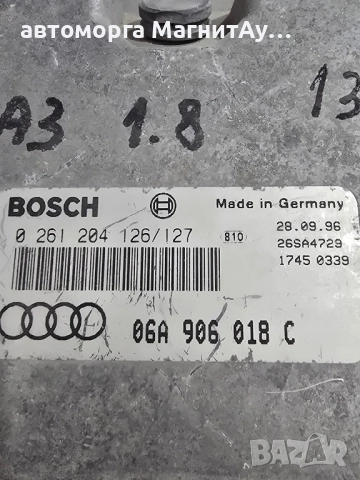 автоморга МагнитАу...
A3 1.8 13
BOSCH
Made in Germany
0 261 204 126/127
810
28.09.96
26SA4729
1745 0339
06A 906 018 C
BAZAR